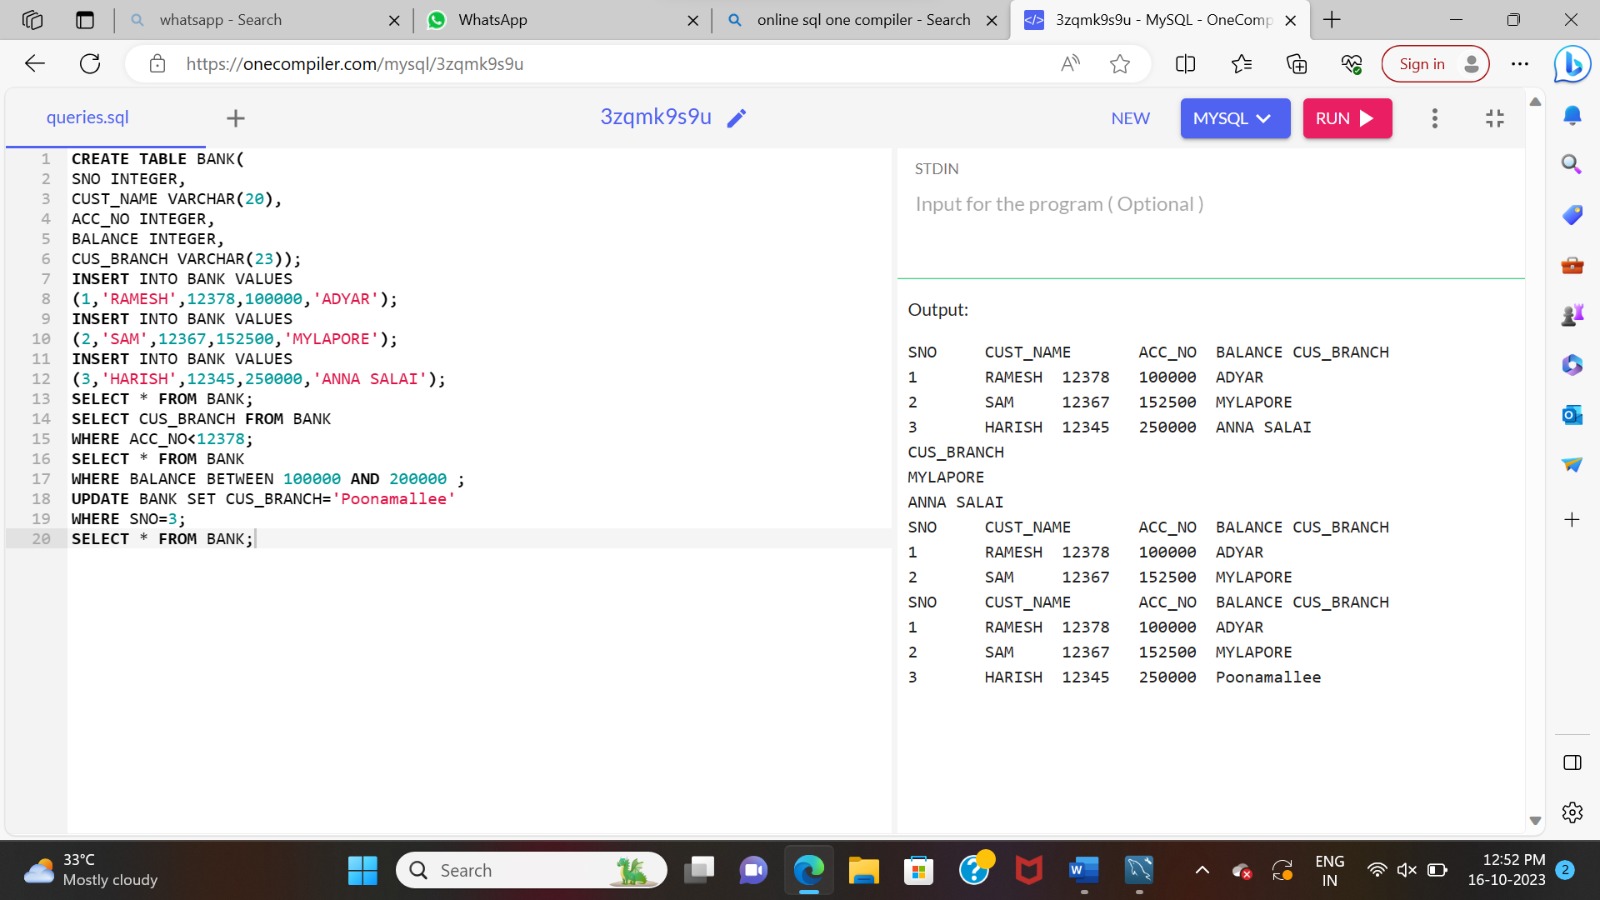 whatsapp - Search
WhatsApp
online sql one compiler - Search
3zqmk9s9u - MySQL - OneComp
https://onecompiler.com/mysql/3zqmk9s9u
Sign in
queries.sql
3zqmk9s9u
NEW
MYSQL
RUN
1 CREATE TABLE BANK(
2 SNO INTEGER,
3 CUST_NAME VARCHAR(20),
4 ACC_NO INTEGER,
5 BALANCE INTEGER,
6 CUS_BRANCH VARCHAR(23));
7 INSERT INTO BANK VALUES
8 (1,'RAMESH',12378,100000,'ADYAR');
9 INSERT INTO BANK VALUES
10 (2,'SAM',12367,152500,'MYLAPORE');
11 INSERT INTO BANK VALUES
12 (3,'HARISH',12345,250000,'ANNA SALAI');
13 SELECT * FROM BANK;
14 SELECT CUS_BRANCH FROM BANK
15 WHERE ACC_NO<12378;
16 SELECT * FROM BANK
17 WHERE BALANCE BETWEEN 100000 AND 200000 ;
18 UPDATE BANK SET CUS_BRANCH='Poonamallee'
19 WHERE SNO=3;
20 SELECT * FROM BANK;
STDIN
Input for the program ( Optional )
Output:
SNO CUST_NAME ACC_NO BALANCE CUS_BRANCH
1 RAMESH 12378 100000 ADYAR
2 SAM 12367 152500 MYLAPORE
3 HARISH 12345 250000 ANNA SALAI
CUS_BRANCH
MYLAPORE
ANNA SALAI
SNO CUST_NAME ACC_NO BALANCE CUS_BRANCH
1 RAMESH 12378 100000 ADYAR
2 SAM 12367 152500 MYLAPORE
SNO CUST_NAME ACC_NO BALANCE CUS_BRANCH
1 RAMESH 12378 100000 ADYAR
2 SAM 12367 152500 MYLAPORE
3 HARISH 12345 250000 Poonamallee
33°C
Mostly cloudy
Search
ENG
IN
12:52 PM
16-10-2023
2